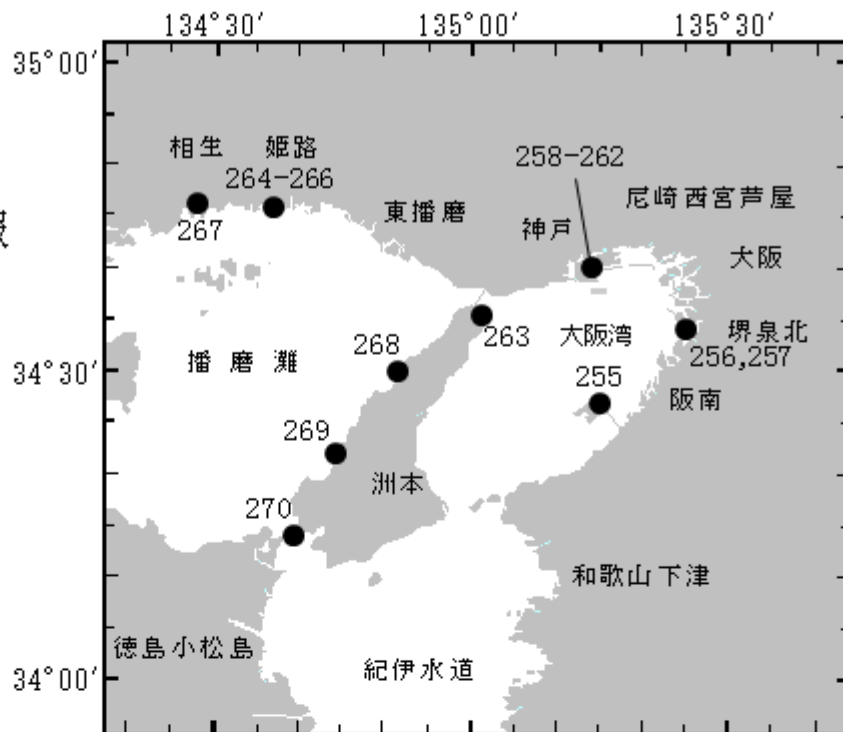 134°30′ 135°00′ 135°30′
35°00′
相生 姫路
258-262
264-266
尼崎西宮芦屋
東播磨
267
神戸
大阪
263
大阪湾
堺泉北
268
256,257
播磨灘
34°30′
255
阪南
269
洲本
270
和歌山下津
徳島小松島
紀伊水道
34°00′